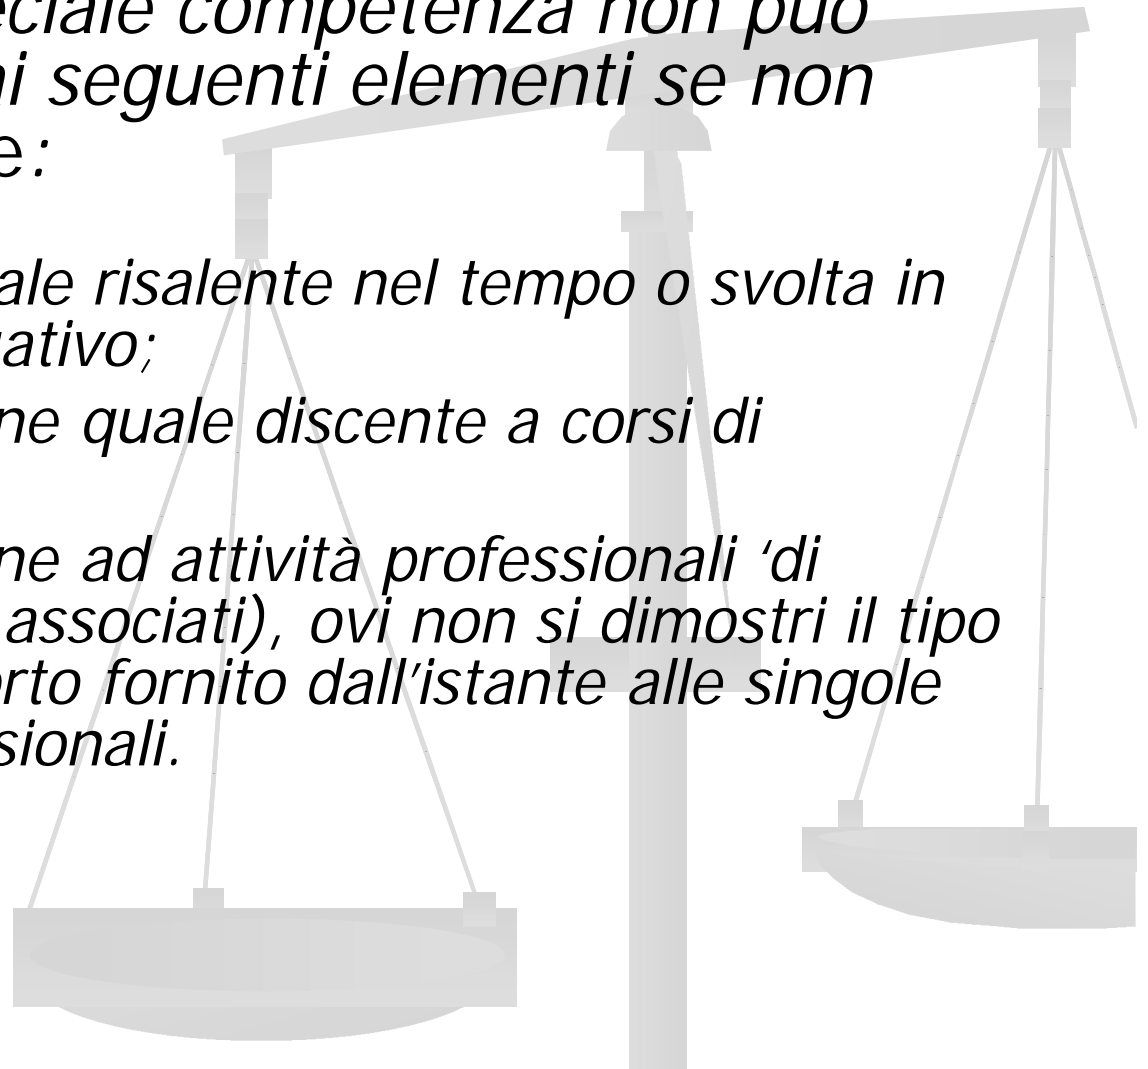 eciale competenza non può
ni seguenti elementi se non
e:
ale risalente nel tempo o svolta in
ativo;
ne quale discente a corsi di
ne ad attività professionali ‘di
associati), ovi non si dimostri il tipo
orto fornito dall’istante alle singole
sionali.